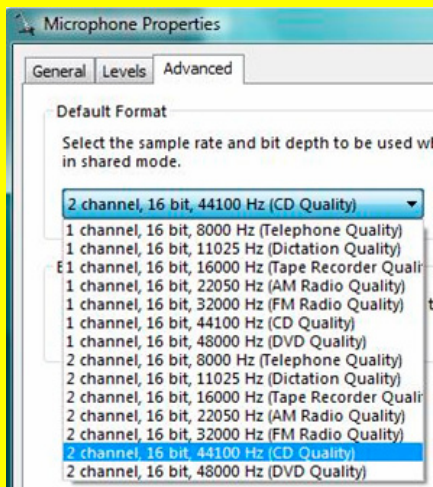 Microphone Properties
General Levels Advanced
Default Format
Select the sample rate and bit depth to be used
in shared mode.
2 channel, 16 bit, 44100 Hz (CD Quality)
1 channel, 16 bit, 8000 Hz (Telephone Quality)
1 channel, 16 bit, 11025 Hz (Dictation Quality)
1 channel, 16 bit, 16000 Hz (Tape Recorder
1 channel, 16 bit, 22050 Hz (AM Radio Quality)
1 channel, 16 bit, 32000 Hz (FM Radio Quality)
1 channel, 16 bit, 44100 Hz (CD Quality)
1 channel, 16 bit, 48000 Hz (DVD Quality)
2 channel, 16 bit, 8000 Hz (Telephone Quality)
2 channel, 16 bit, 11025 Hz (Dictation Quality)
2 channel, 16 bit, 16000 Hz (Tape Recorder
2 channel, 16 bit, 22050 Hz (AM Radio Quality)
2 channel, 16 bit, 32000 Hz (FM Radio Quality)
2 channel, 16 bit, 44100 Hz (CD Quality)
2 channel, 16 bit, 48000 Hz (DVD Quality)